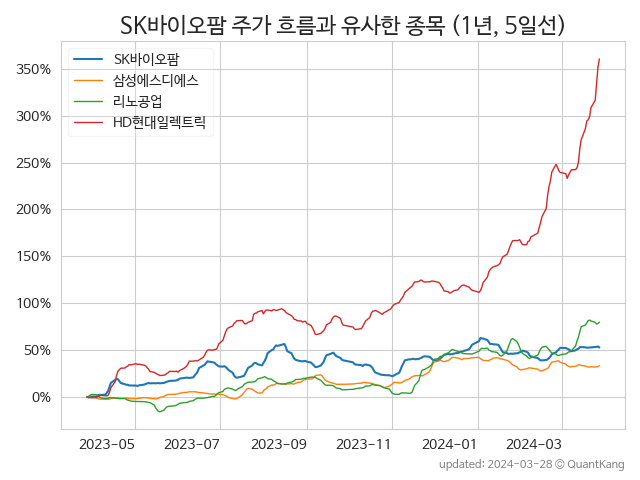 SK바이오팜 주가 흐름과 유사한 종목 (1년, 5일선)
SK바이오팜
삼성에스디에스
리노공업
HD현대일렉트릭
350%
300%
250%
200%
150%
100%
50%
0%
2023-05
2023-07
2023-09
2023-11
2024-01
2024-03
updated: 2024-03-28 © QuantKang